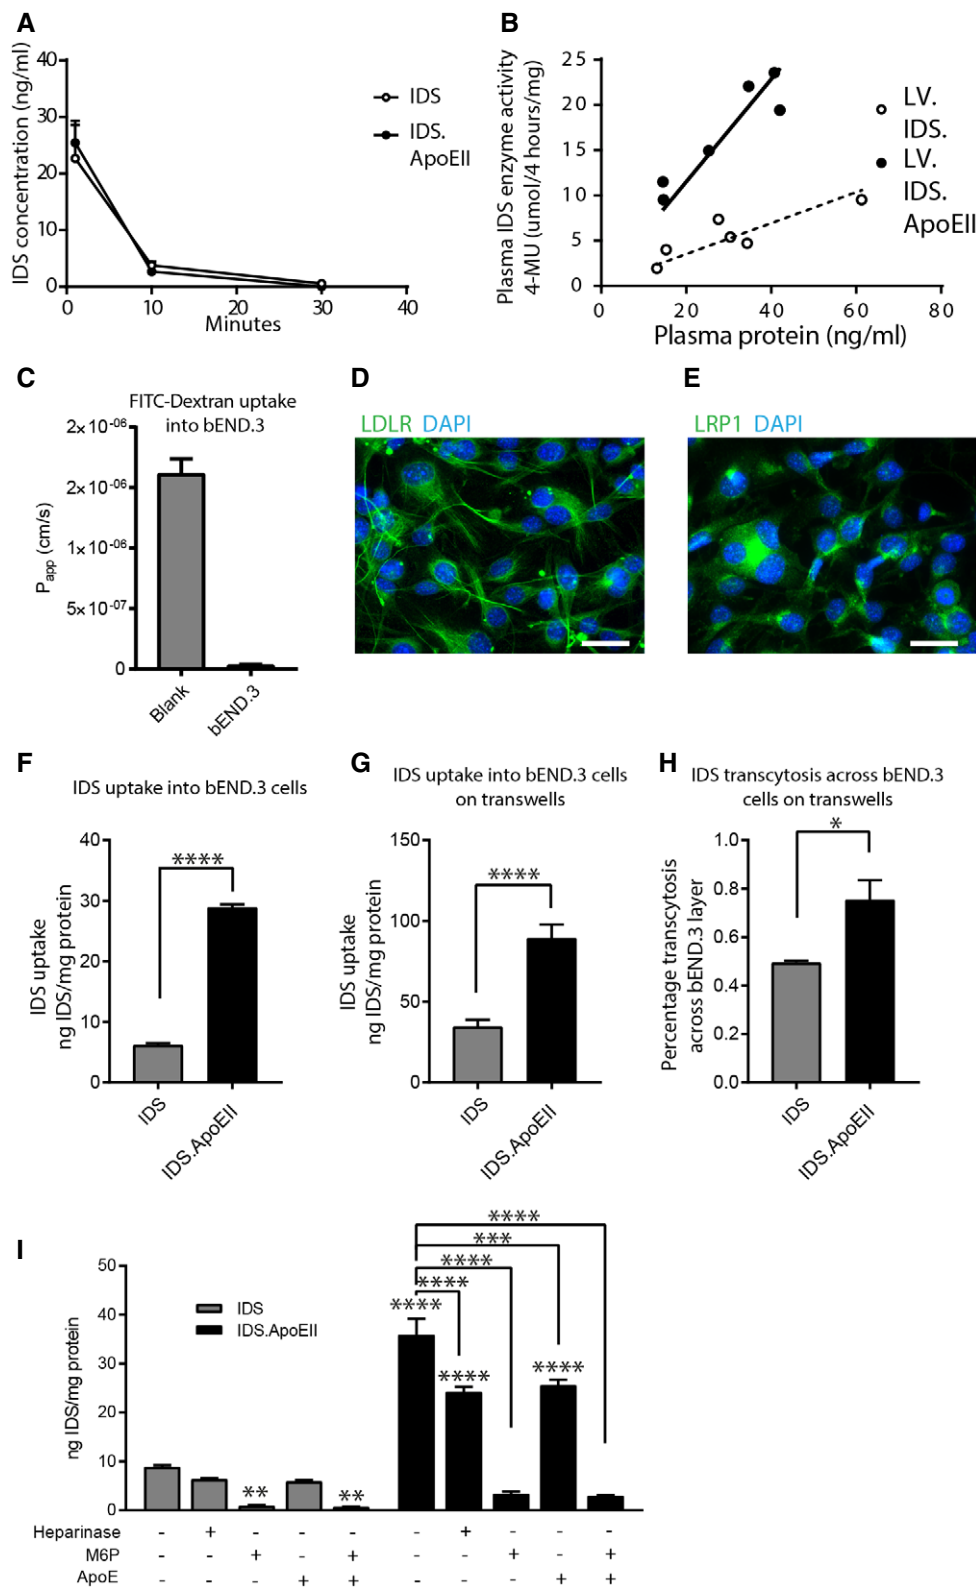 A
IDS concentration (ng/ml)
40
30
20
10
0
0
10
20
30
40
Minutes
IDS
IDS.
ApoEII
B
Plasma IDS enzyme activity
4-MU (umol/4 hours/mg)
25
20
15
10
5
0
0
20
40
60
80
Plasma protein (ng/ml)
LV.
IDS.
LV.
IDS.
ApoEII
C
FITC-Dextran uptake
into bEND.3
Papp (cm/s)
2×10-06
2×10-06
1×10-06
5×10-07
0
Blank
bEND.3
D
LDLR DAPI
E
LRP1 DAPI
F
IDS uptake into bEND.3 cells
IDS uptake
ng IDS/mg protein
40
30
20
10
0
****
IDS
IDS.ApoEII
G
IDS uptake into bEND.3 cells
on transwells
IDS uptake
ng IDS/mg protein
150
100
50
0
****
IDS
IDS.ApoEII
H
IDS transcytosis across bEND.3
cells on transwells
Percentage transcytosis
across bEND.3 layer
1.0
0.8
0.6
0.4
0.2
0.0
*
IDS
IDS.ApoEII
I
ng IDS/mg protein
50
40
30
20
10
0
IDS
IDS.ApoEII
****
***
****
****
****
****
****
**
**
Heparinase - + - - - - + - - -
M6P - - + - + - - + - +
ApoE - - - + + - - - + +